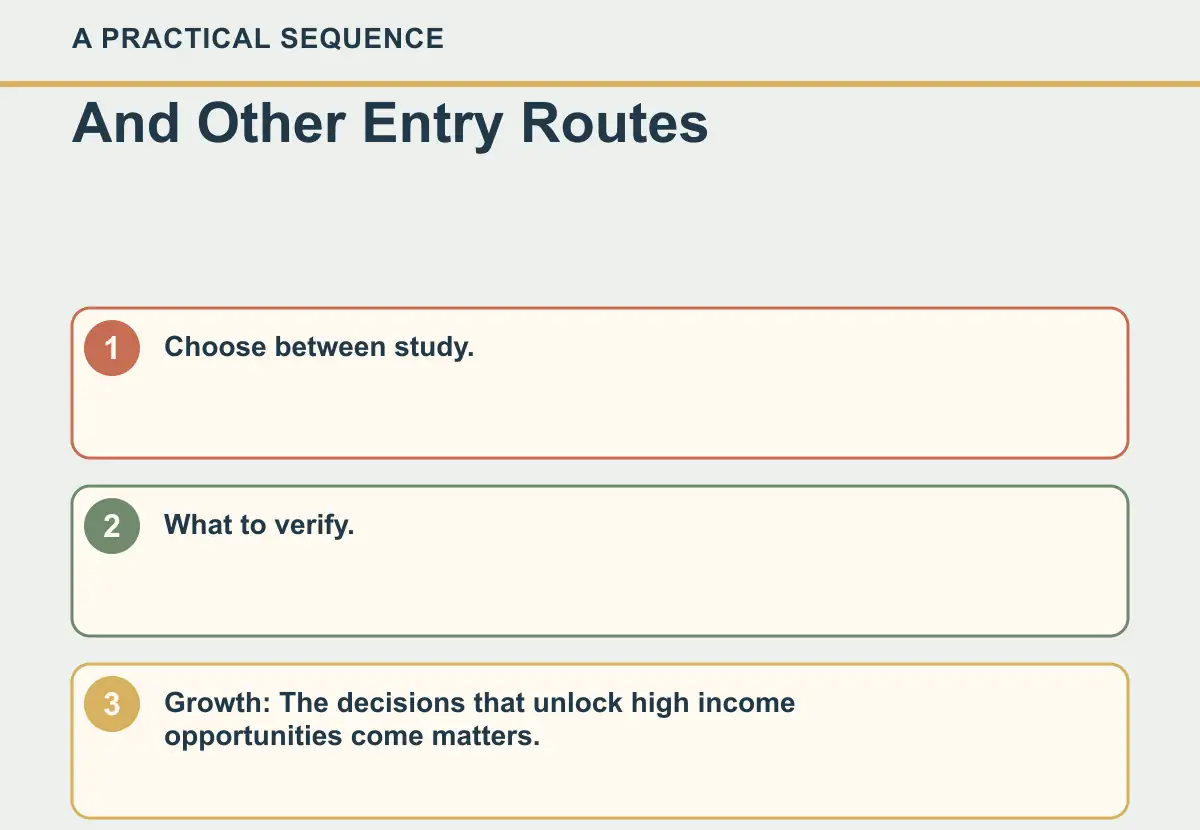 A PRACTICAL SEQUENCE
And Other Entry Routes
1
Choose between study.
2
What to verify.
3
Growth: The decisions that unlock high income
opportunities come matters.